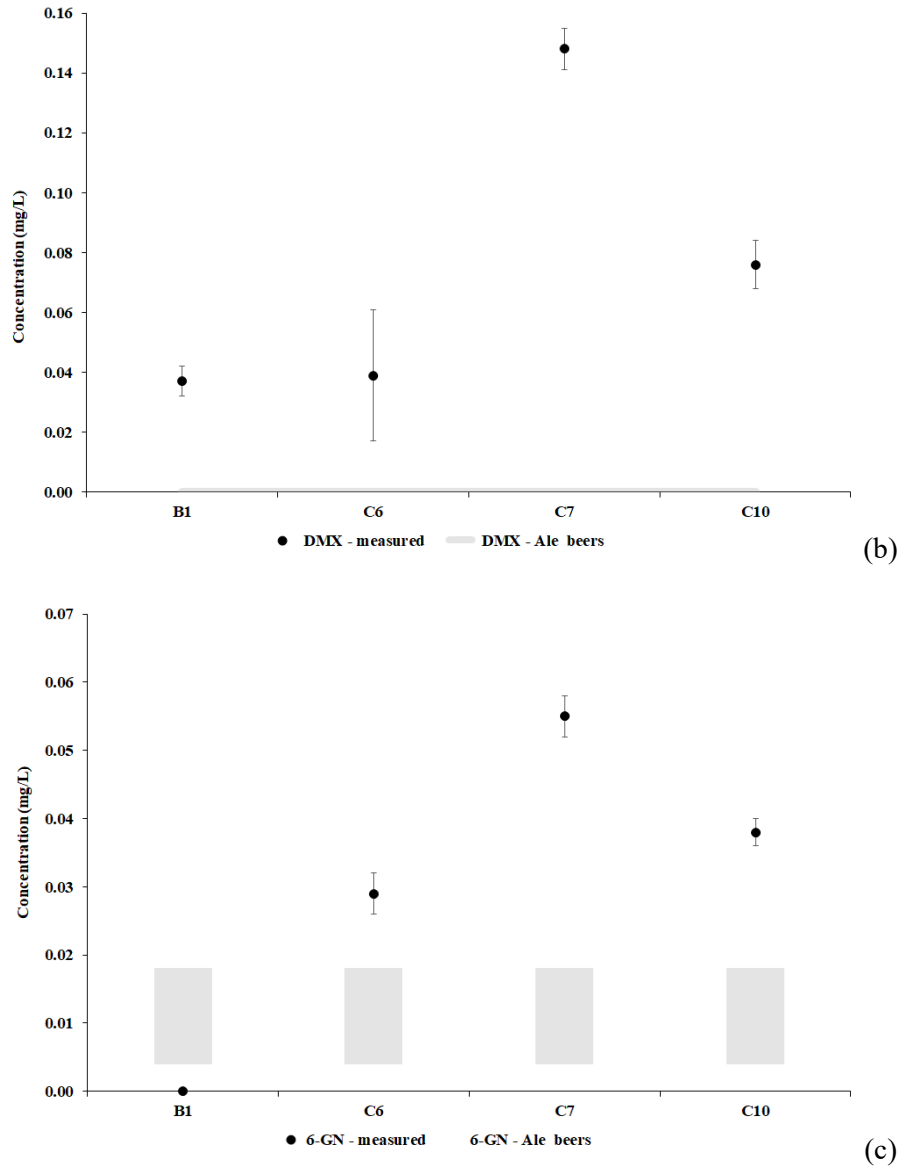 0.16
0.14
0.12
0.10
0.08
0.06
0.04
0.02
0.00
Concentration (mg/L)
B1 C6 C7 C10
DMX - measured DMX - Ale beers
(b)
0.07
0.06
0.05
0.04
0.03
0.02
0.01
0.00
Concentration (mg/L)
B1 C6 C7 C10
6-GN - measured 6-GN - Ale beers
(c)